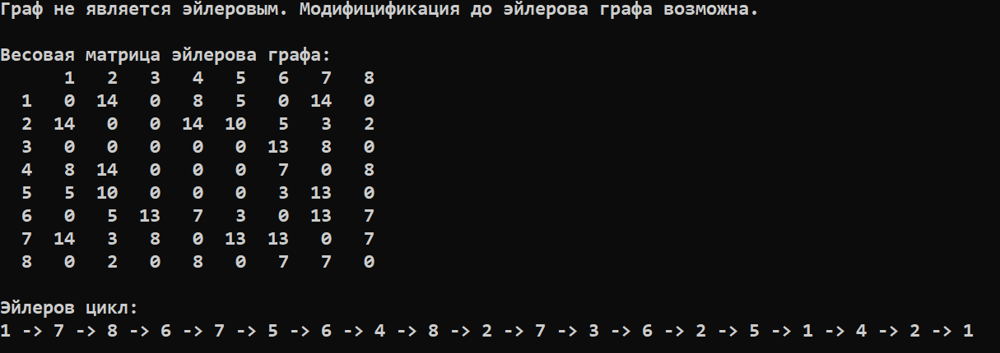 Граф не является эйлеровым. Модифицификация до эйлерова графа возможна.
Весовая матрица эйлерова графа:
1 2 3 4 5 6 7 8
1 0 14 0 8 5 0 14 0
2 14 0 0 14 10 5 3 2
3 0 0 0 0 0 13 8 0
4 8 14 0 0 0 7 0 8
5 5 10 0 0 0 3 13 0
6 0 5 13 7 3 0 13 7
7 14 3 8 0 13 13 0 7
8 0 2 0 8 0 7 7 0
Эйлеров цикл:
1 -> 7 -> 8 -> 6 -> 7 -> 5 -> 6 -> 4 -> 8 -> 2 -> 7 -> 3 -> 6 -> 2 -> 5 -> 1 -> 4 -> 2 -> 1